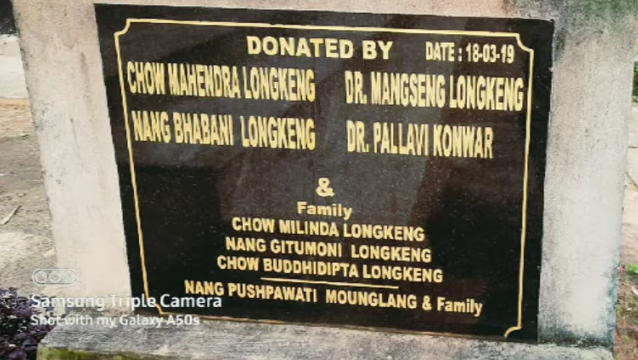 DONATED BY DATE : 18-03-19
CHOW MAHENDRA LONGKENG DR. MANGSENG LONGKENG
NANG BHABANI LONGKENG DR. PALLAVI KONWAR
&
Family
CHOW MILINDA LONGKENG
NANG GITUMONI LONGKENG
CHOW BUDDHIDIPTA LONGKENG
NANG PUSHPAWATI MOUNGLANG & Family
Samsung Triple Camera
Shot with my Galaxy A50s